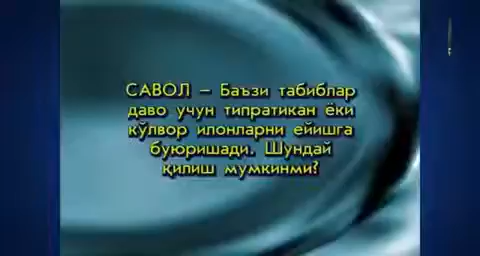 САВОЛ – Баъзи табиблар
даво учун типратикан ёки
кўлвор илонларни ейишга
буюришади. Шундай
қилиш мумкинми?